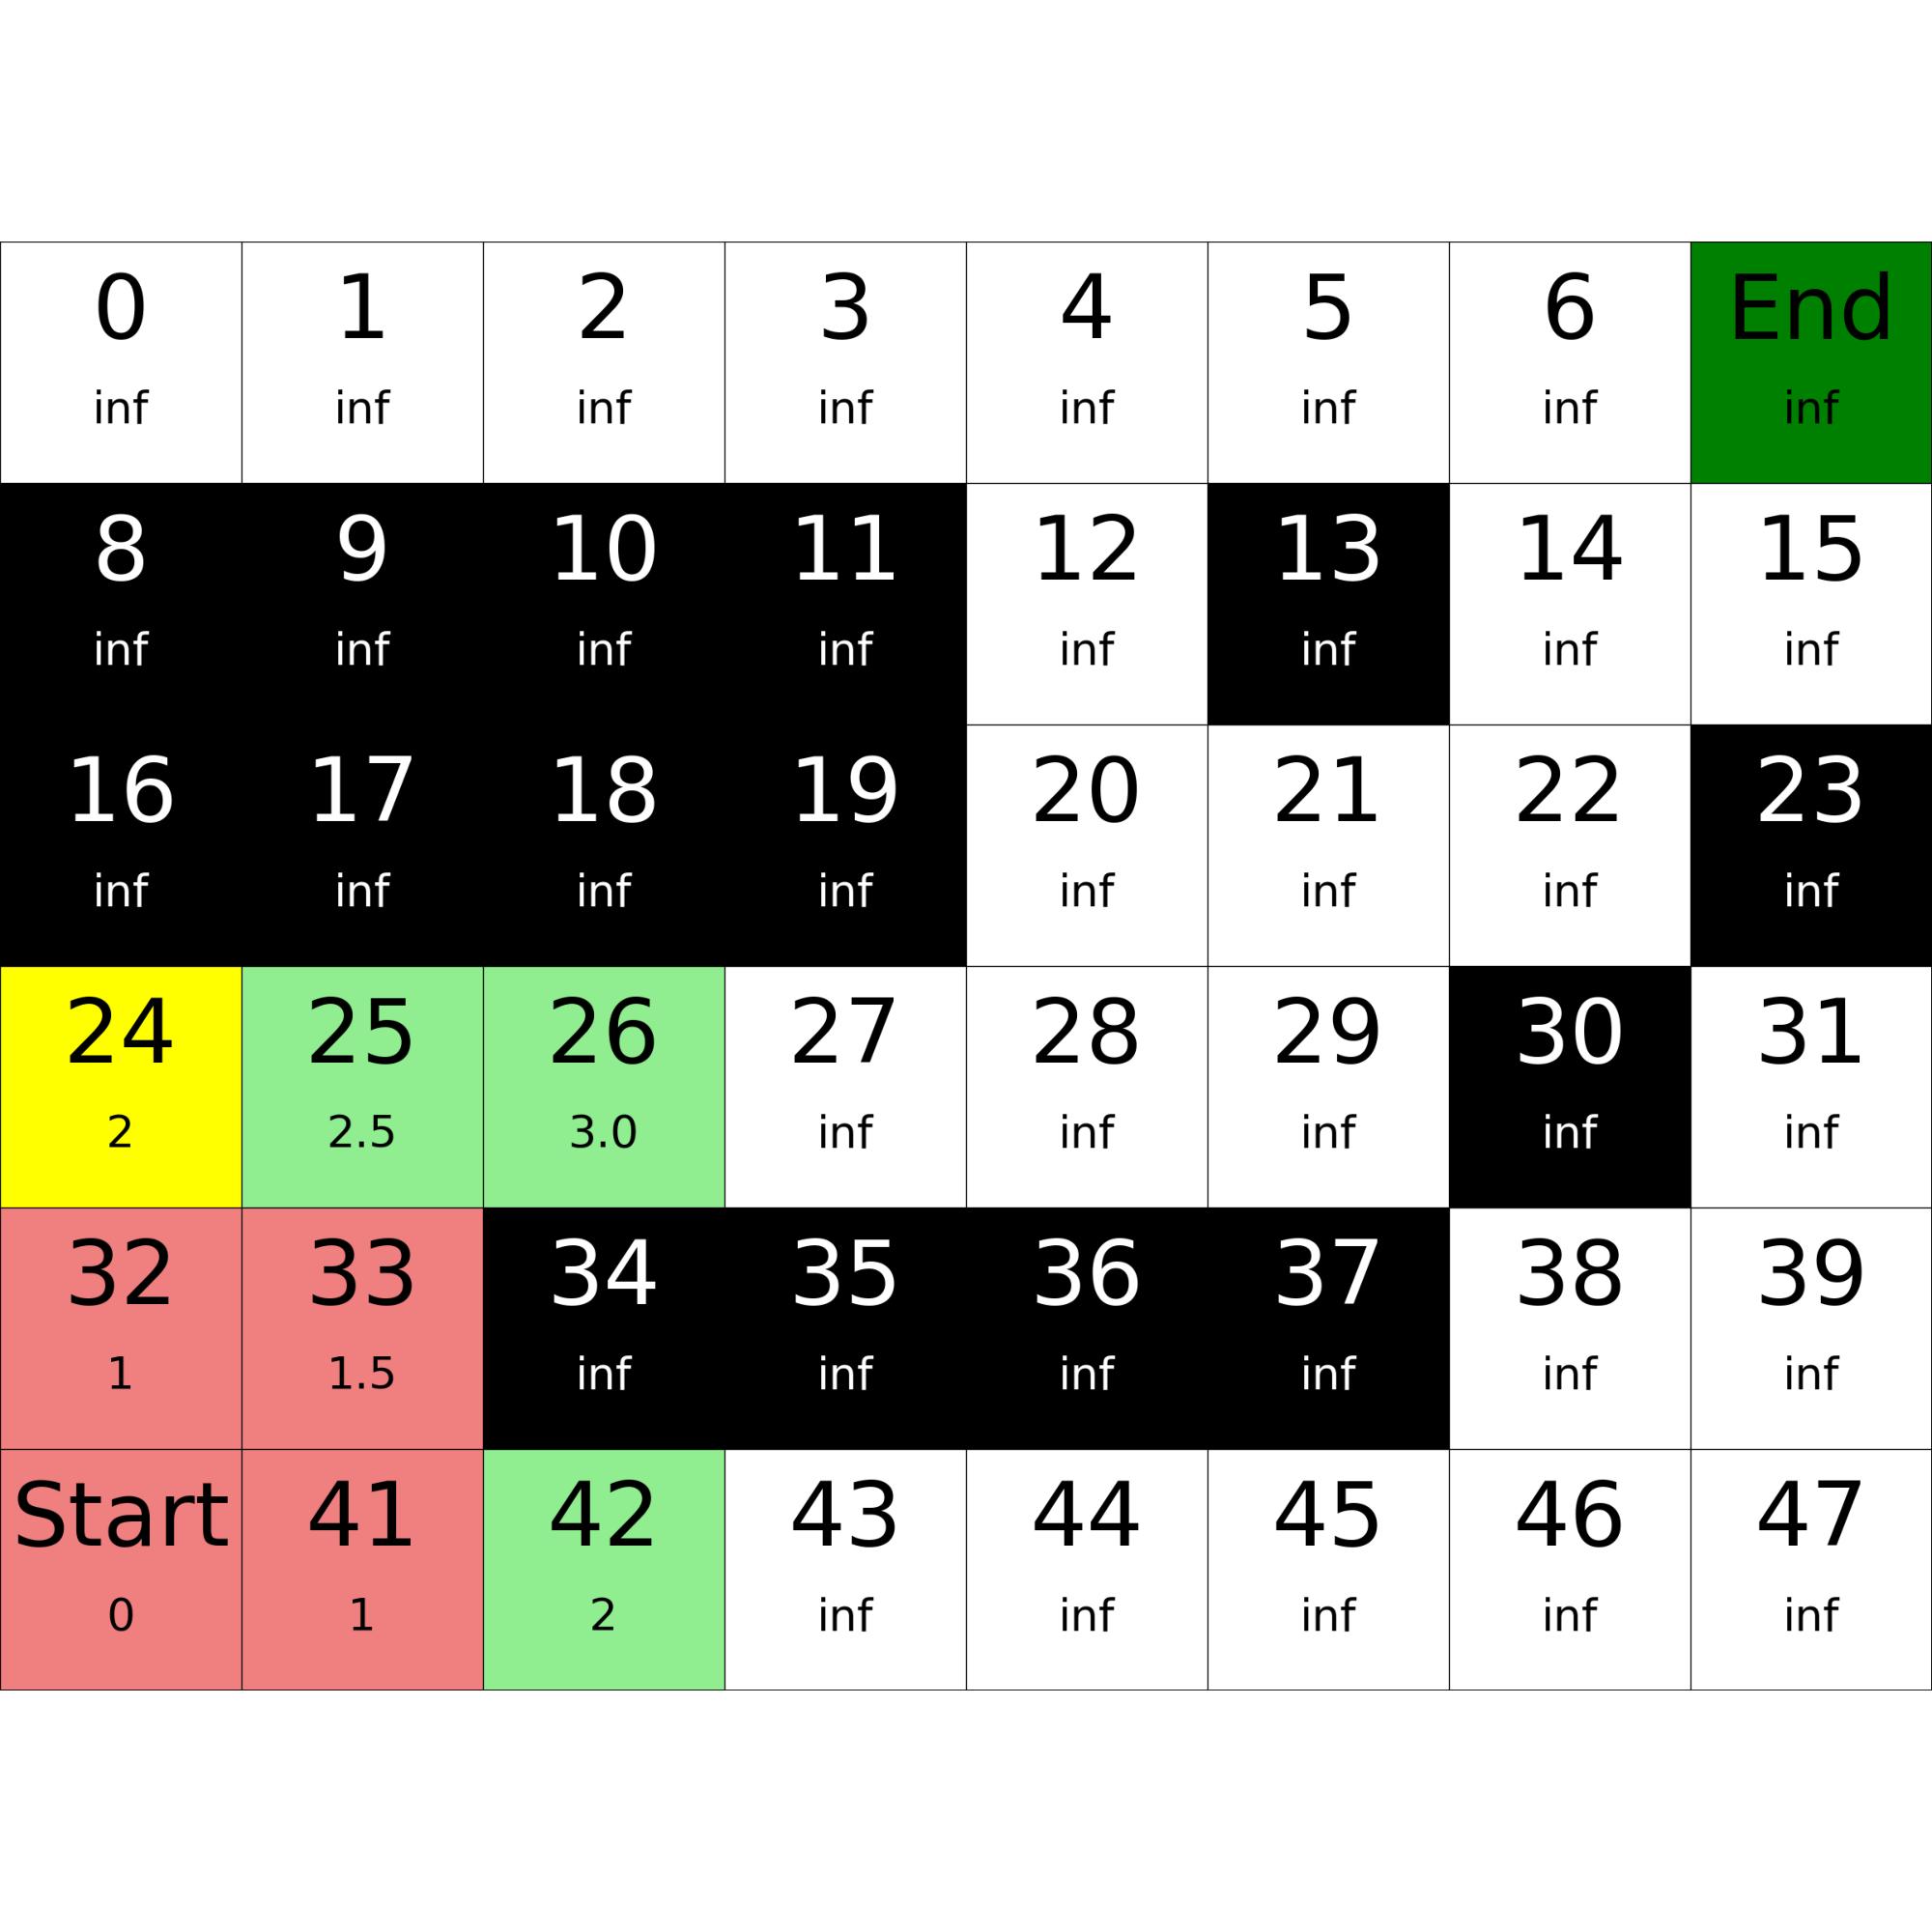 0 1 2 3 4 5 6 End
inf inf inf inf inf inf inf inf
8 9 10 11 12 13 14 15
inf inf inf inf inf inf inf inf
16 17 18 19 20 21 22 23
inf inf inf inf inf inf inf inf
24 25 26 27 28 29 30 31
2 2.5 3.0 inf inf inf inf inf
32 33 34 35 36 37 38 39
1 1.5 inf inf inf inf inf inf
Start 41 42 43 44 45 46 47
0 1 2 inf inf inf inf inf